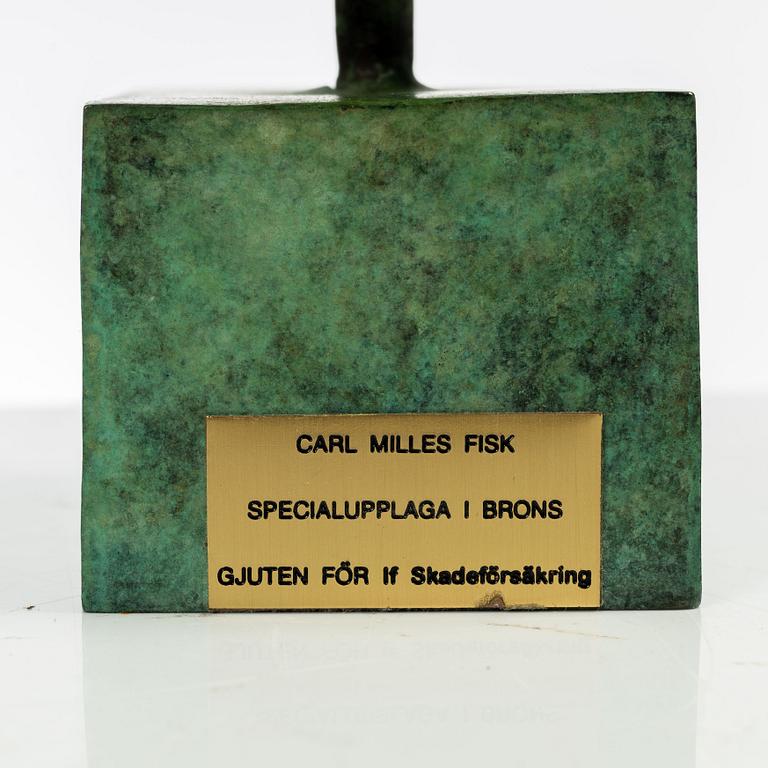 CARL MILLES FISK
SPECIALUPPLAGA I BRONS
GJUTEN FÖR If Skadeförsäkring